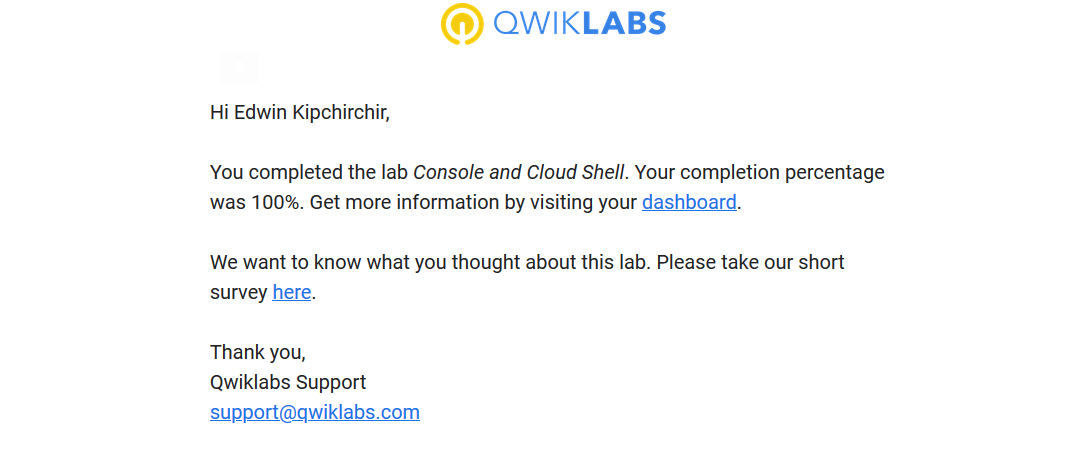 QWIKLABS
Hi Edwin Kipchirchir,
You completed the lab Console and Cloud Shell. Your completion percentage
was 100%. Get more information by visiting your dashboard.
We want to know what you thought about this lab. Please take our short
survey here.
Thank you,
Qwiklabs Support
support@qwiklabs.com